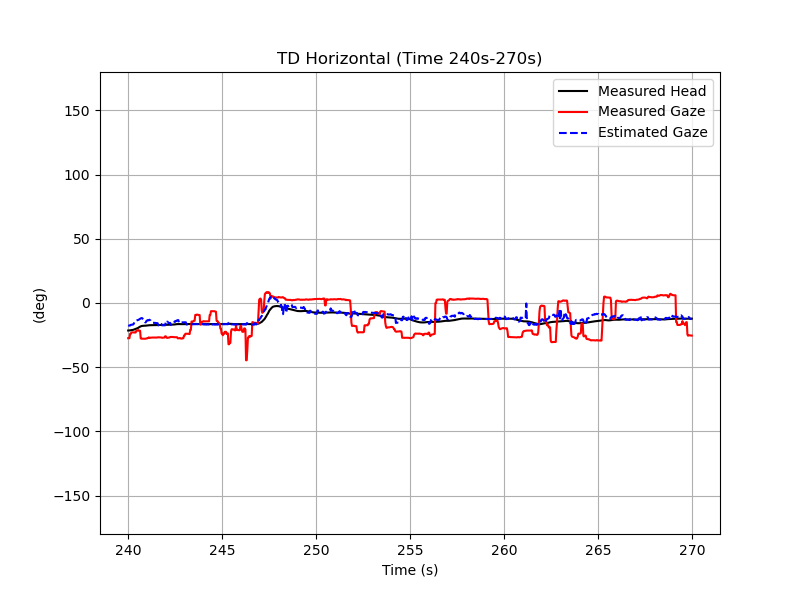 TD Horizontal (Time 240s-270s)
Measured Head
Measured Gaze
Estimated Gaze
150
100
50
0
−50
−100
−150
(deg)
240 245 250 255 260 265 270
Time (s)